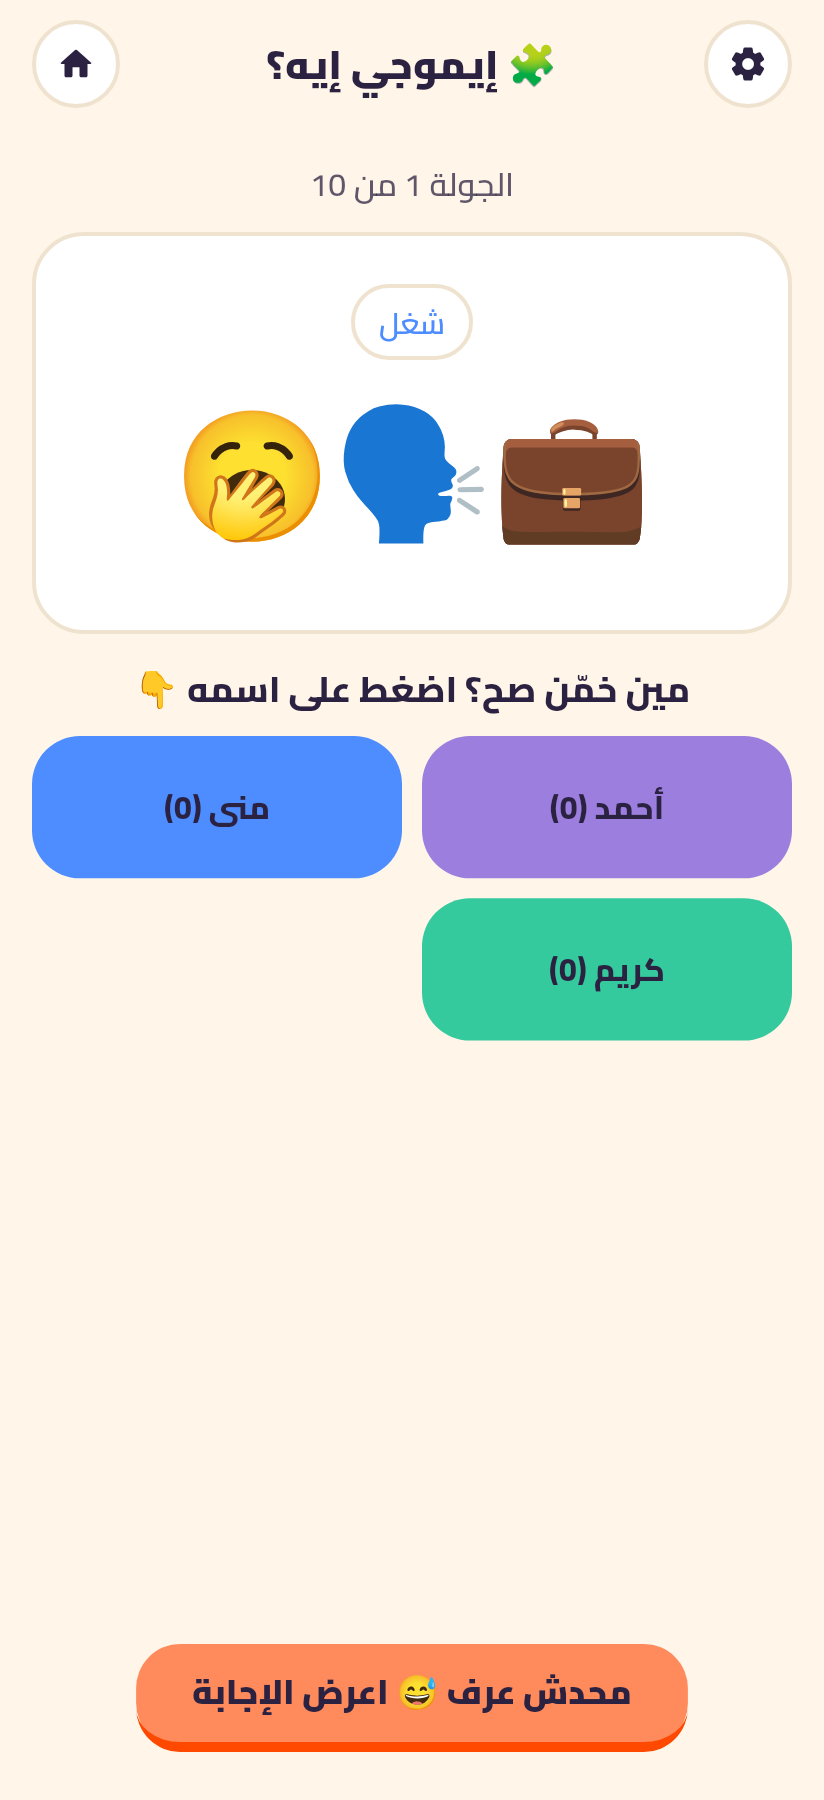 🧩 إيموجي إيه؟
الجولة 1 من 10
شغل
💼🗣️🥱
مين خمّن صح؟ اضغط على اسمه 👇
أحمد (0)
منى (0)
كريم (0)
محدش عرف 😅 اعرض الإجابة